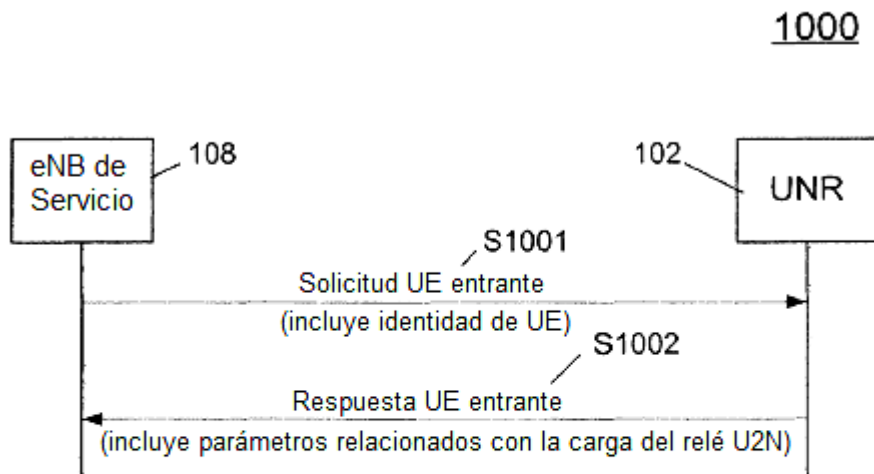 1000
eNB de
Servicio
108
102
UNR
S1001
Solicitud UE entrante
(incluye identidad de UE)
S1002
Respuesta UE entrante
(incluye parámetros relacionados con la carga del relé U2N)